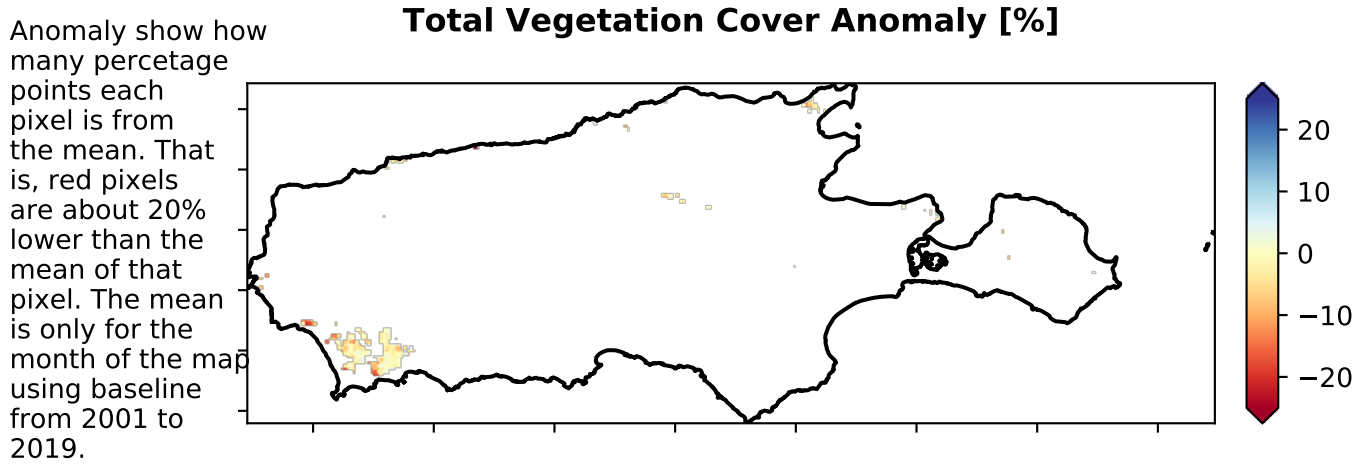 Total Vegetation Cover Anomaly [%]
Anomaly show how
many percetage
points each
pixel is from
the mean. That
is, red pixels
are about 20%
lower than the
mean of that
pixel. The mean
is only for the
month of the map
using baseline
from 2001 to
2019.
20
10
0
−10
−20